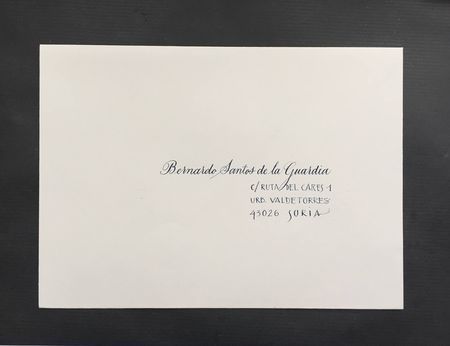 Bernardo Santos de la Guardia
C/ RUTA DEL CARES 1
URB. VALDETORRES
43026 SORIA